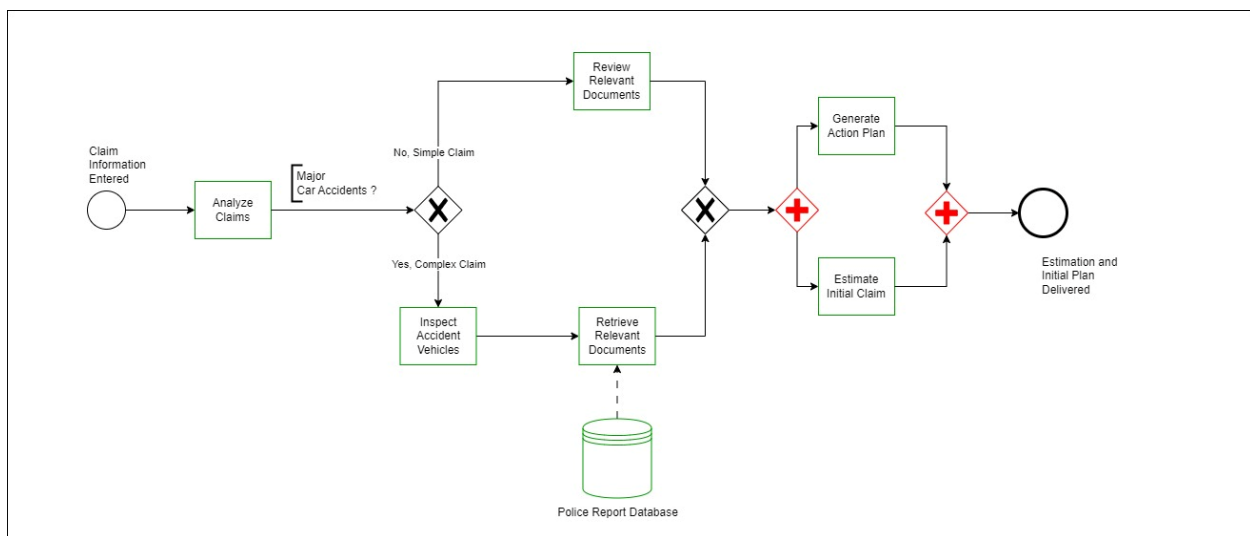 Claim
Information
Entered
Analyze
Claims
Major
Car Accidents ?
No, Simple Claim
Yes, Complex Claim
Review
Relevant
Documents
Inspect
Accident
Vehicles
Retrieve
Relevant
Documents
Police Report Database
Generate
Action Plan
Estimate
Initial Claim
Estimation and
Initial Plan
Delivered